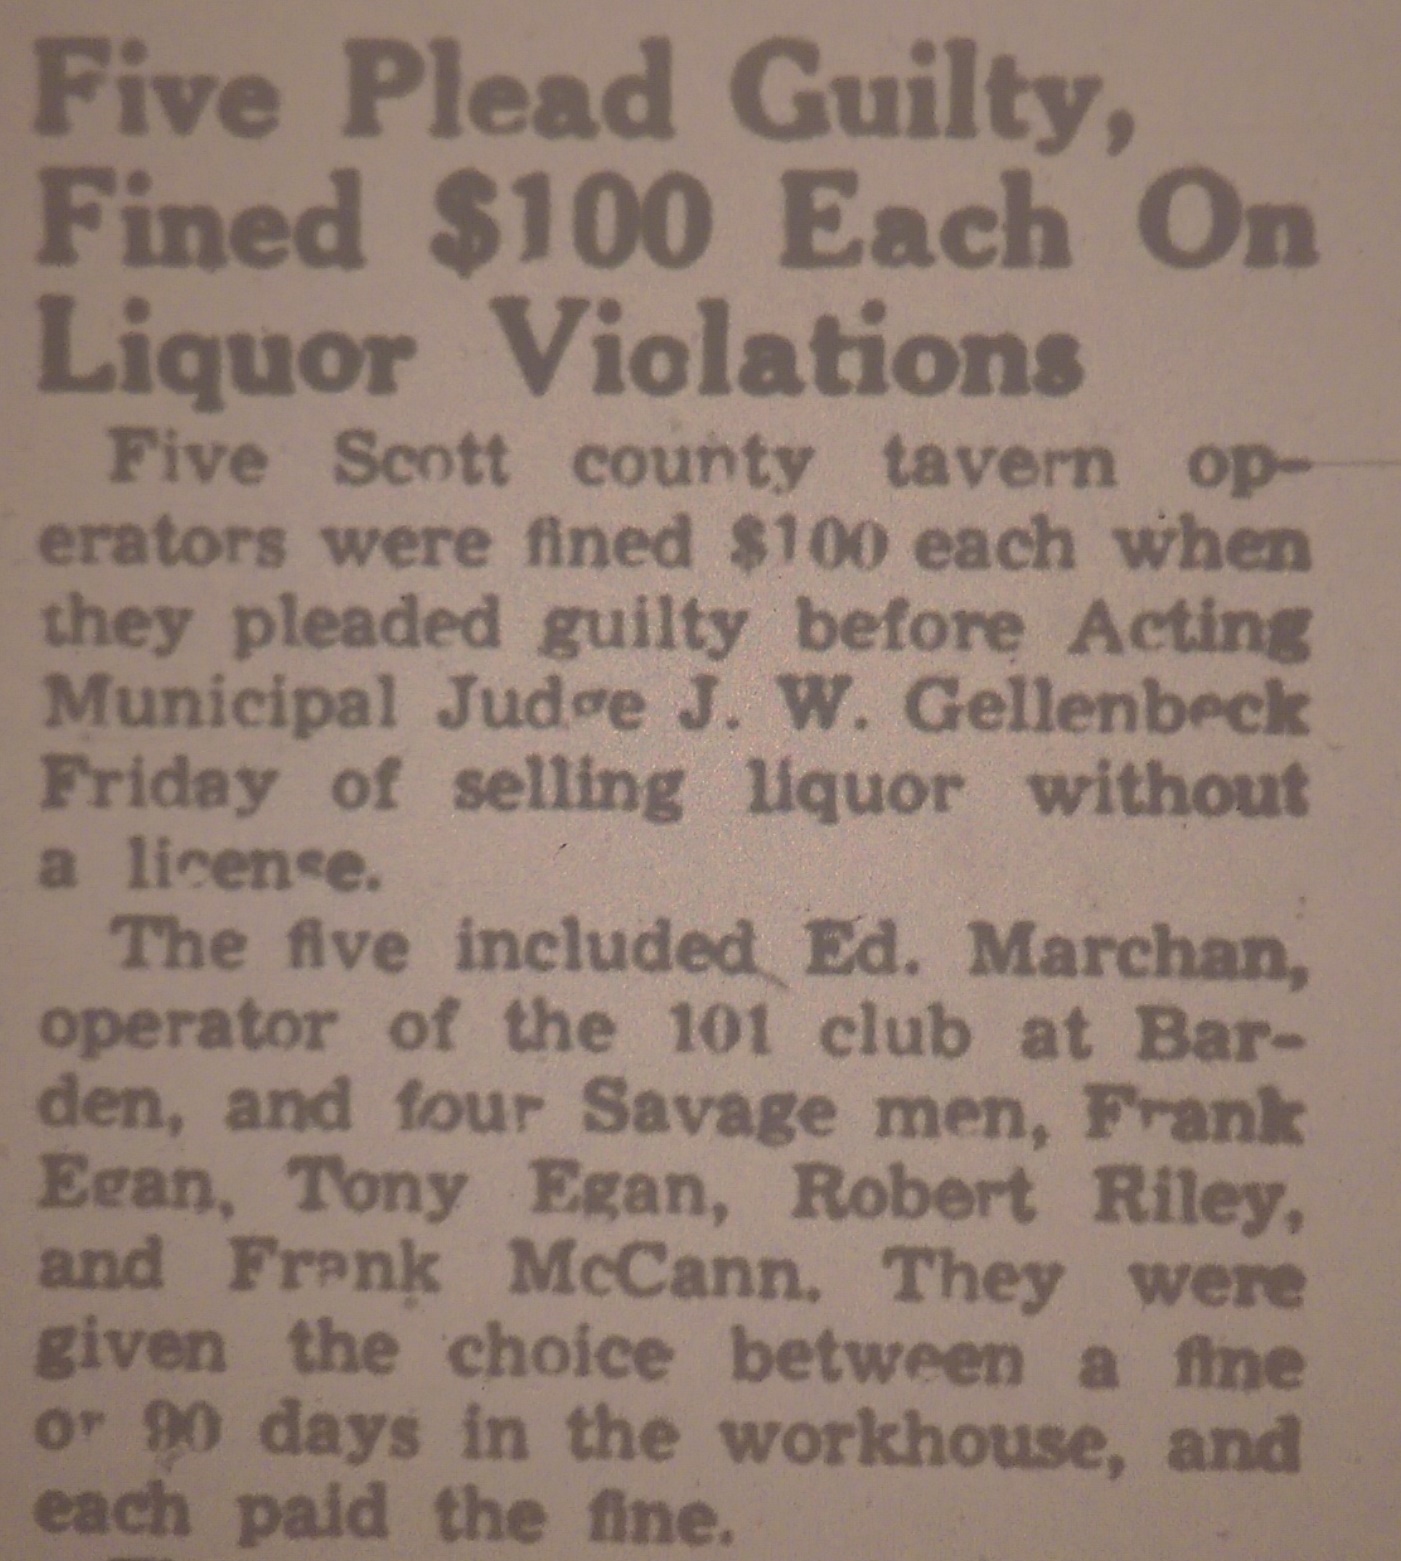 Five Plead Guilty,
Fined $100 Each On
Liquor Violations
Five Scott county tavern op-
erators were fined $100 each when
they pleaded guilty before Acting
Municipal Judge J. W. Gellenbeck
Friday of selling liquor without
a license.
The five included Ed. Marchan,
operator of the 101 club at Bar-
den, and four Savage men, Frank
Egan, Tony Egan, Robert Riley,
and Frank McCann. They were
given the choice between a fine
or 90 days in the workhouse, and
each paid the fine.